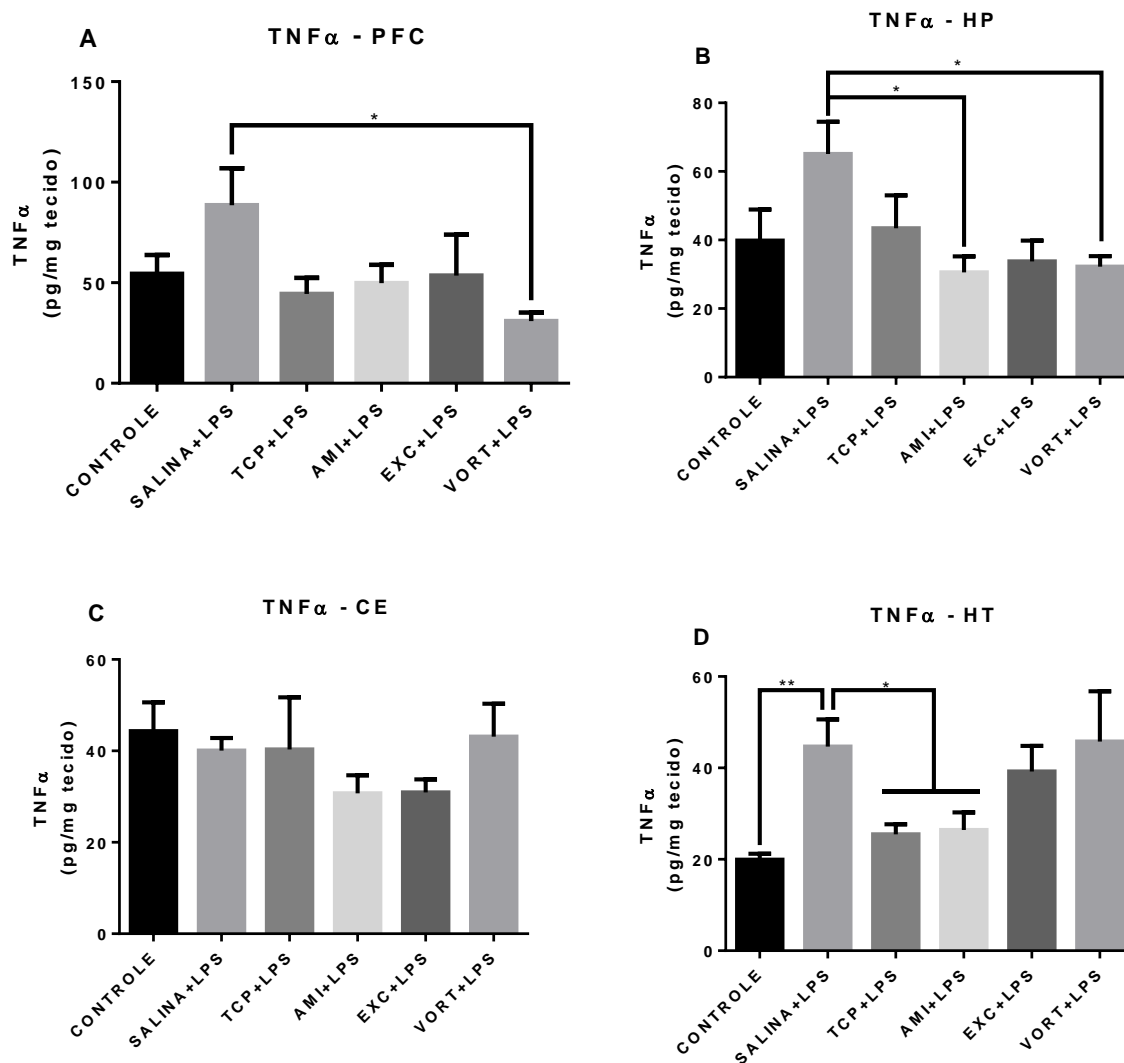 A
TNFα - PFC
TNFα
(pg/mg tecido)
150
100
50
0
*
CONTROLE
SALINA+LPS
TCP+LPS
AMI+LPS
EXC+LPS
VORT+LPS
TNFα - HP
B
TNFα
(pg/mg tecido)
80
60
40
20
0
*
*
CONTROLE
SALINA+LPS
TCP+LPS
AMI+LPS
EXC+LPS
VORT+LPS
C
TNFα - CE
TNFα
(pg/mg tecido)
60
40
20
0
CONTROLE
SALINA+LPS
TCP+LPS
AMI+LPS
EXC+LPS
VORT+LPS
TNFα - HT
D
TNFα
(pg/mg tecido)
60
40
20
0
**
*
CONTROLE
SALINA+LPS
TCP+LPS
AMI+LPS
EXC+LPS
VORT+LPS